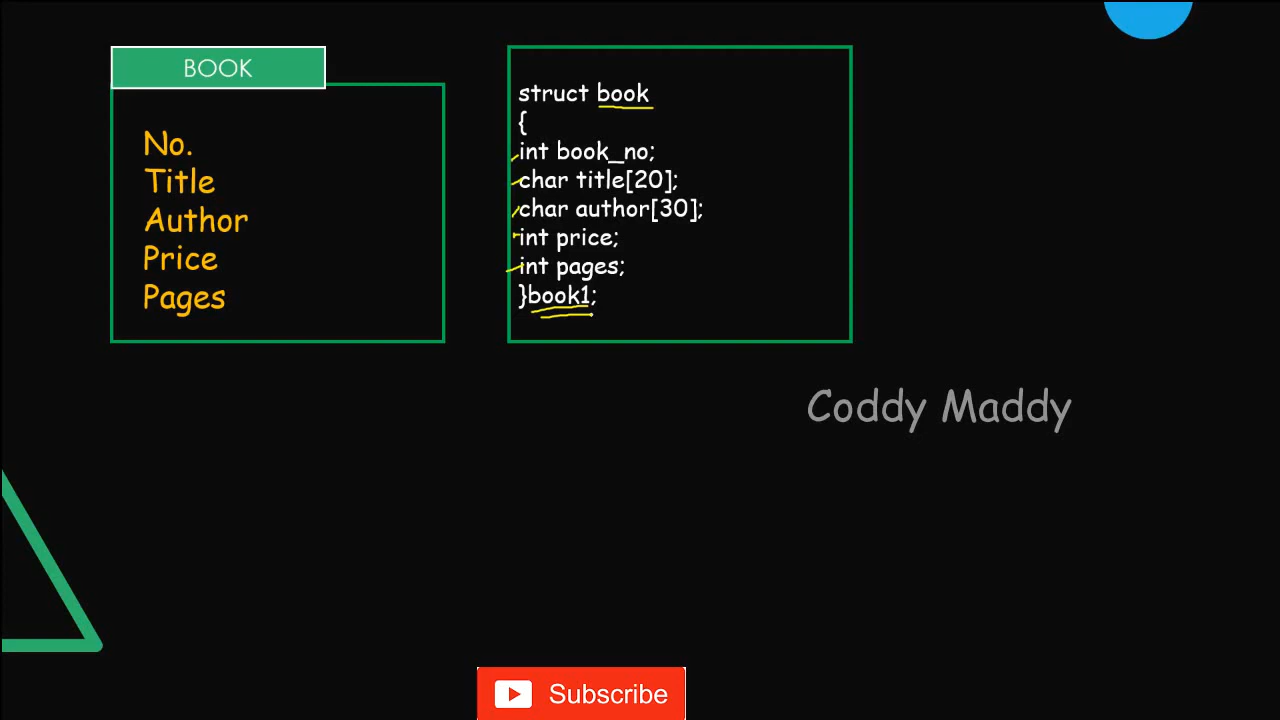 BOOK
No.
Title
Author
Price
Pages
struct book
{
int book_no;
char title[20];
char author[30];
int price;
int pages;
}book1;
Coddy Maddy
Subscribe